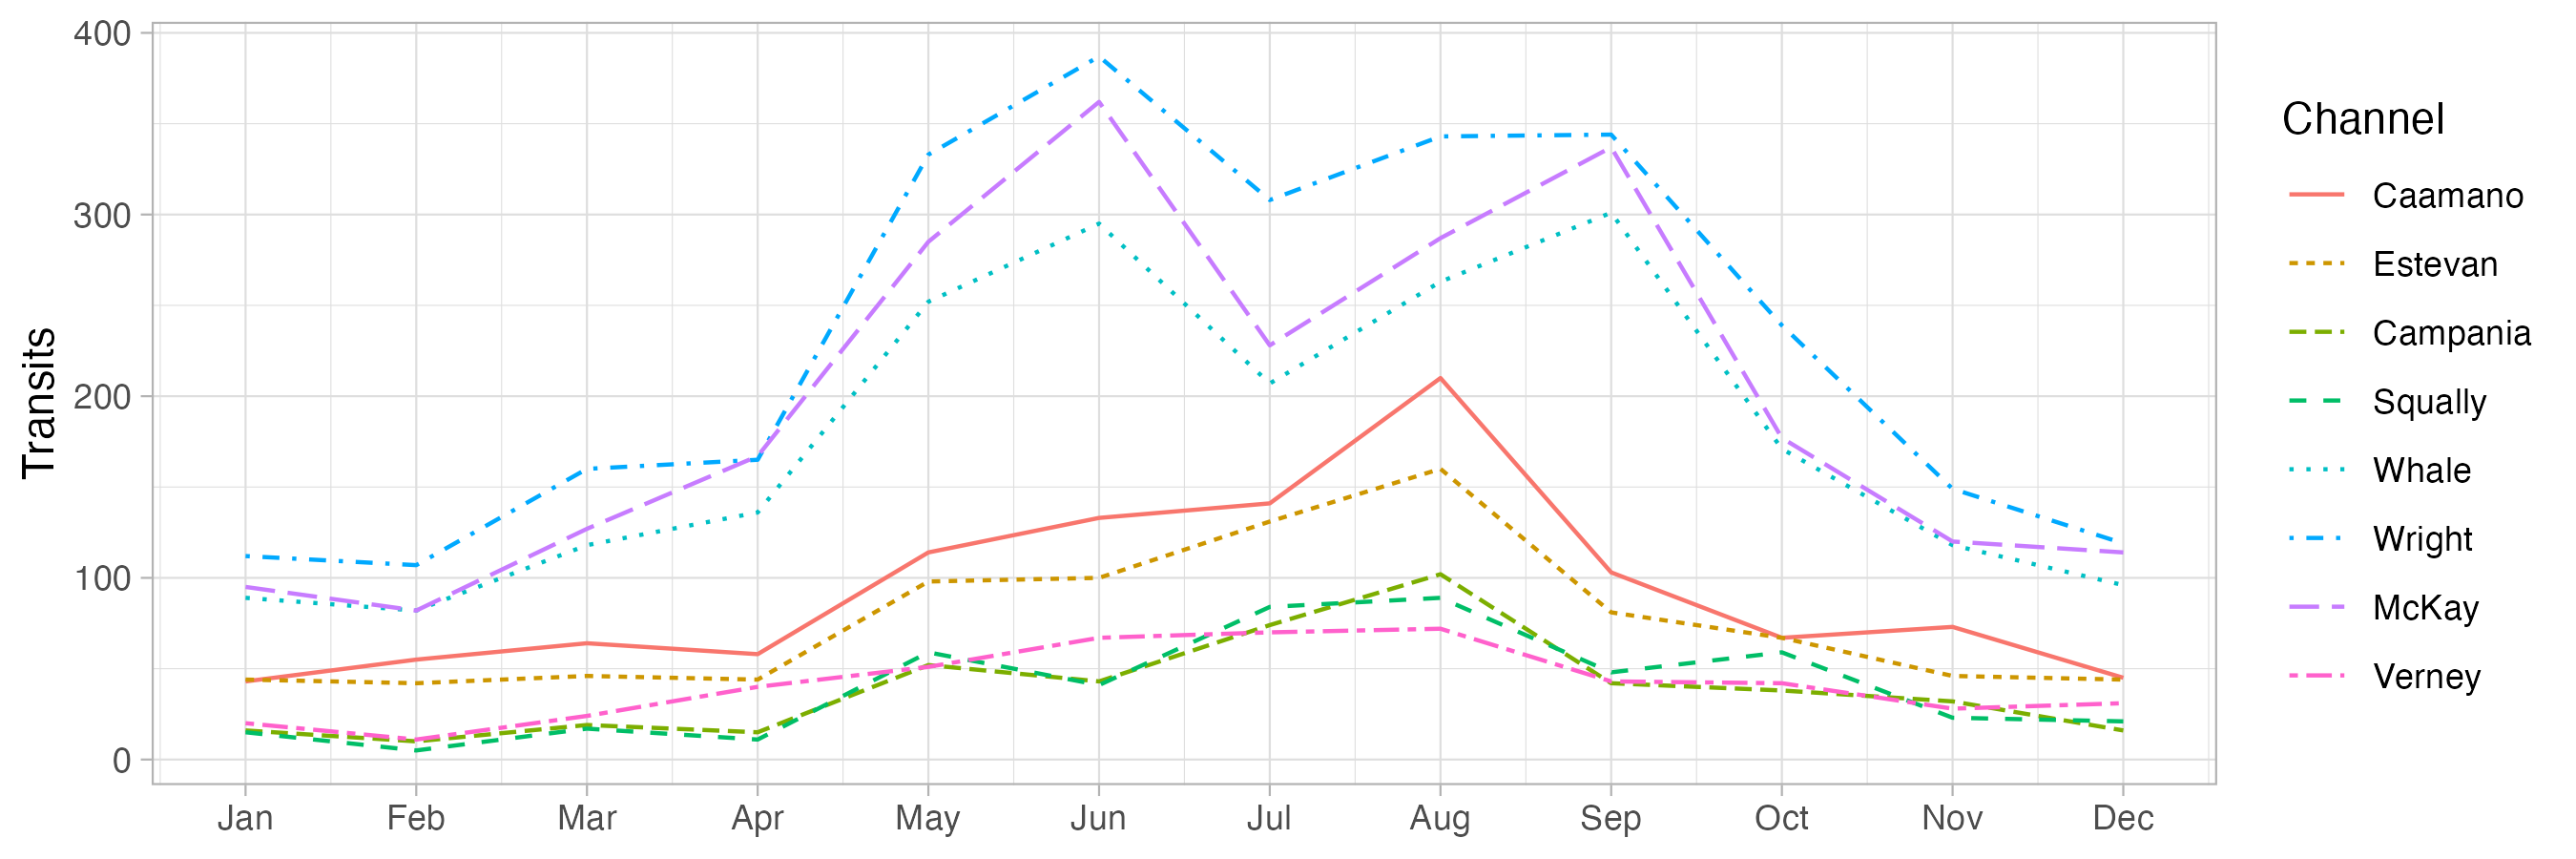 400
300
200
100
0
Transits
Jan Feb Mar Apr May Jun Jul Aug Sep Oct Nov Dec
Channel
Caamano
Estevan
Campania
Squally
Whale
Wright
McKay
Verney